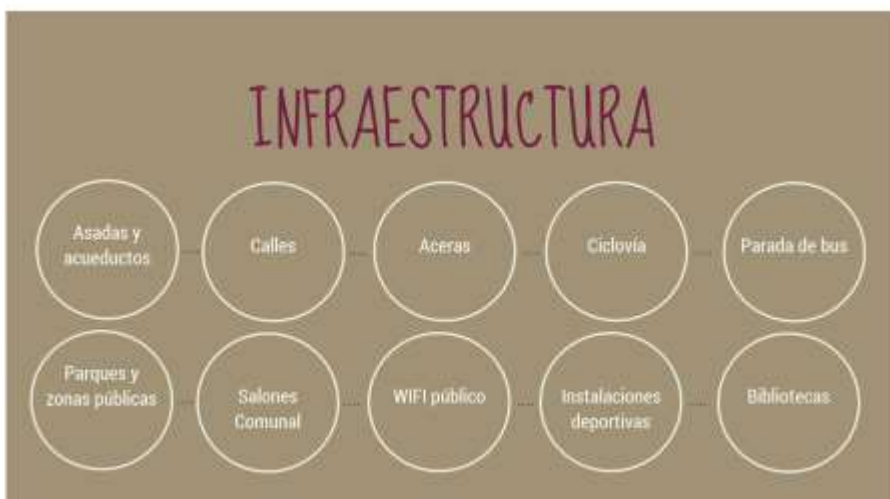 INFRAESTRUCTURA
Asadas y
acueductos
Calles
Aceras
Ciclovía
Parada de bus
Parques y
zonas públicas
Salones
Comunal
WIFI público
Instalaciones
deportivas
Bibliotecas